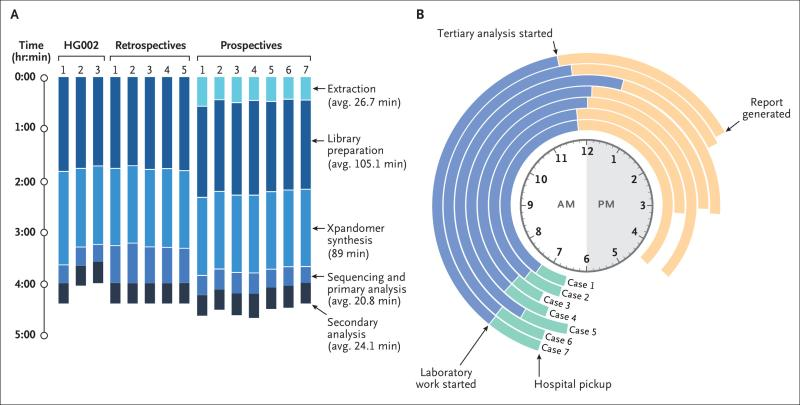 A
Time
(hr:min)
HG002
Retrospectives
Prospectives
1 2 3 1 2 3 4 5 1 2 3 4 5 6 7
0:00
1:00
2:00
3:00
4:00
5:00
Extraction
(avg. 26.7 min)
Library
preparation
(avg. 105.1 min)
Xpandomer
synthesis
(89 min)
Sequencing and
primary analysis
(avg. 20.8 min)
Secondary
analysis
(avg. 24.1 min)
B
Tertiary analysis started
Report
generated
12
1
2
3
4
5
6
7
8
9
10
11
AM
PM
Case 1
Case 2
Case 3
Case 4
Case 5
Case 6
Case 7
Laboratory
work started
Hospital pickup